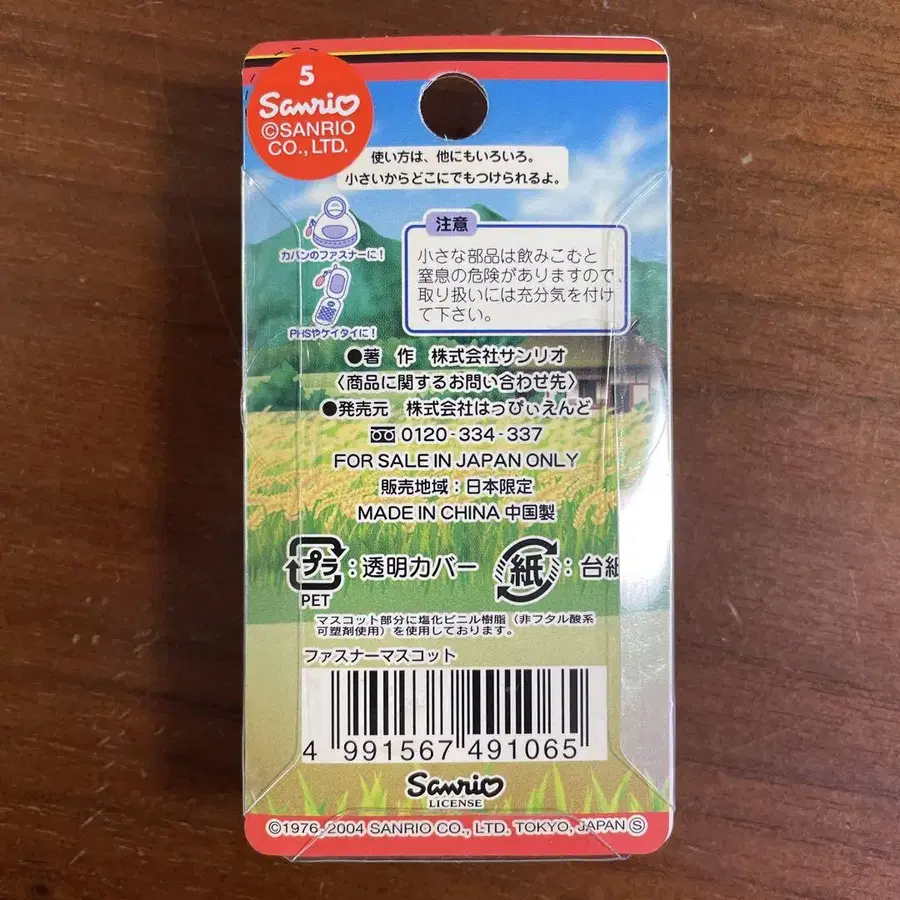 5
Sanrio
©SANRIO
CO., LTD.
使い方は、他にもいろいろ。
小さいからどこにでもつけられるよ。
カバンのファスナーに!
PHSやケイタイに!
注意
小さな部品は飲みこむと
窒息の危険がありますので、
取り扱いには充分気を付け
て下さい。
●著 作 株式会社サンリオ
〈商品に関するお問い合わせ先〉
●発売元 株式会社はっぴぃえんど
0120-334-337
FOR SALE IN JAPAN ONLY
販売地域:日本限定
MADE IN CHINA 中国製
プラ:透明カバー 紙:台紙
PET
マスコット部分に塩化ビニル樹脂(非フタル酸系
可塑剤使用)を使用しております。
ファスナーマスコット
4 991567 491065
Sanrio
LICENSE
©1976, 2004 SANRIO CO., LTD. TOKYO, JAPAN Ⓢ